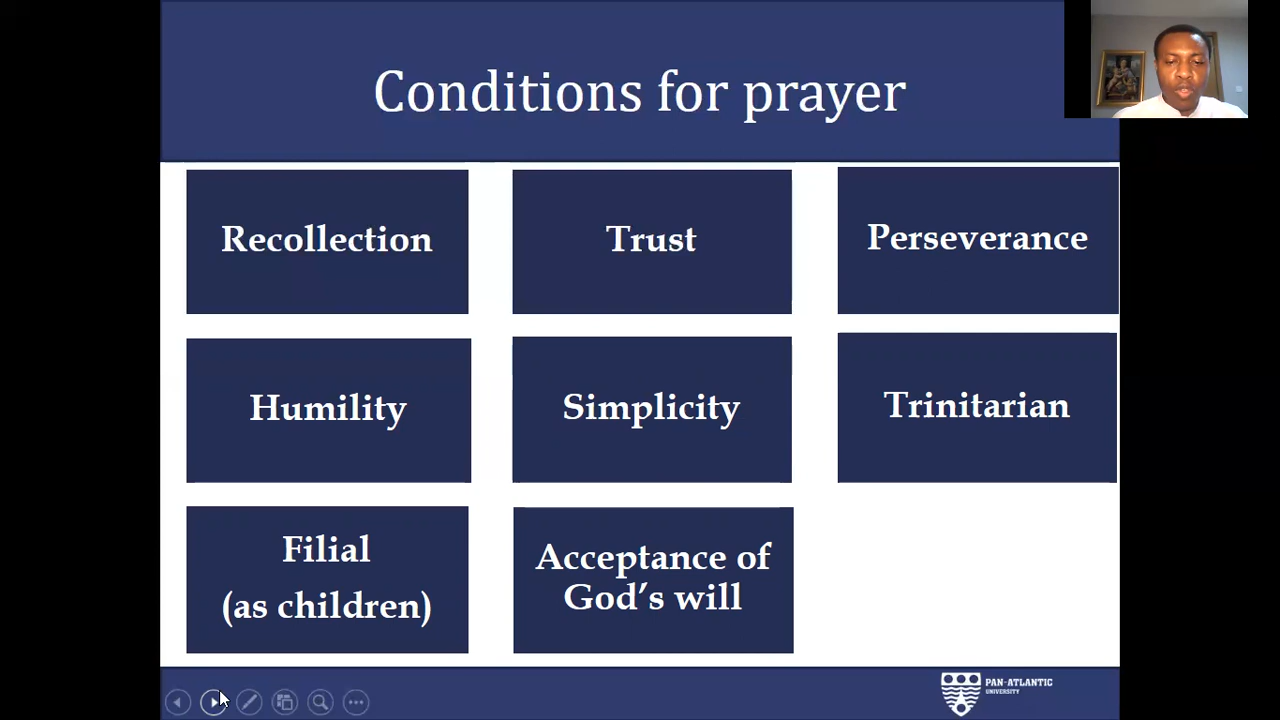 Conditions for prayer
Recollection
Trust
Perseverance
Humility
Simplicity
Trinitarian
Filial
(as children)
Acceptance of
God’s will
PAN-ATLANTIC
UNIVERSITY